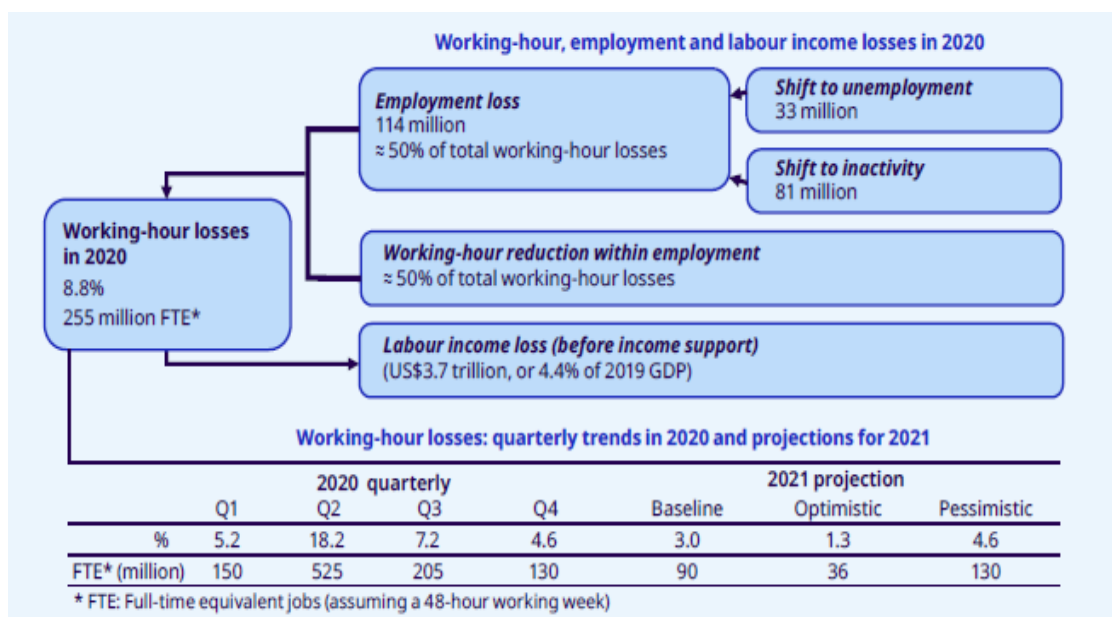 Working-hour, employment and labour income losses in 2020
Employment loss
114 million
≈ 50% of total working-hour losses
Shift to unemployment
33 million
Shift to inactivity
81 million
Working-hour losses
in 2020
8.8%
255 million FTE*
Working-hour reduction within employment
≈ 50% of total working-hour losses
Labour income loss (before income support)
(US$3.7 trillion, or 4.4% of 2019 GDP)
Working-hour losses: quarterly trends in 2020 and projections for 2021
2020 quarterly 2021 projection
Q1 Q2 Q3 Q4 Baseline Optimistic Pessimistic
% 5.2 18.2 7.2 4.6 3.0 1.3 4.6
FTE* (million) 150 525 205 130 90 36 130
* FTE: Full-time equivalent jobs (assuming a 48-hour working week)